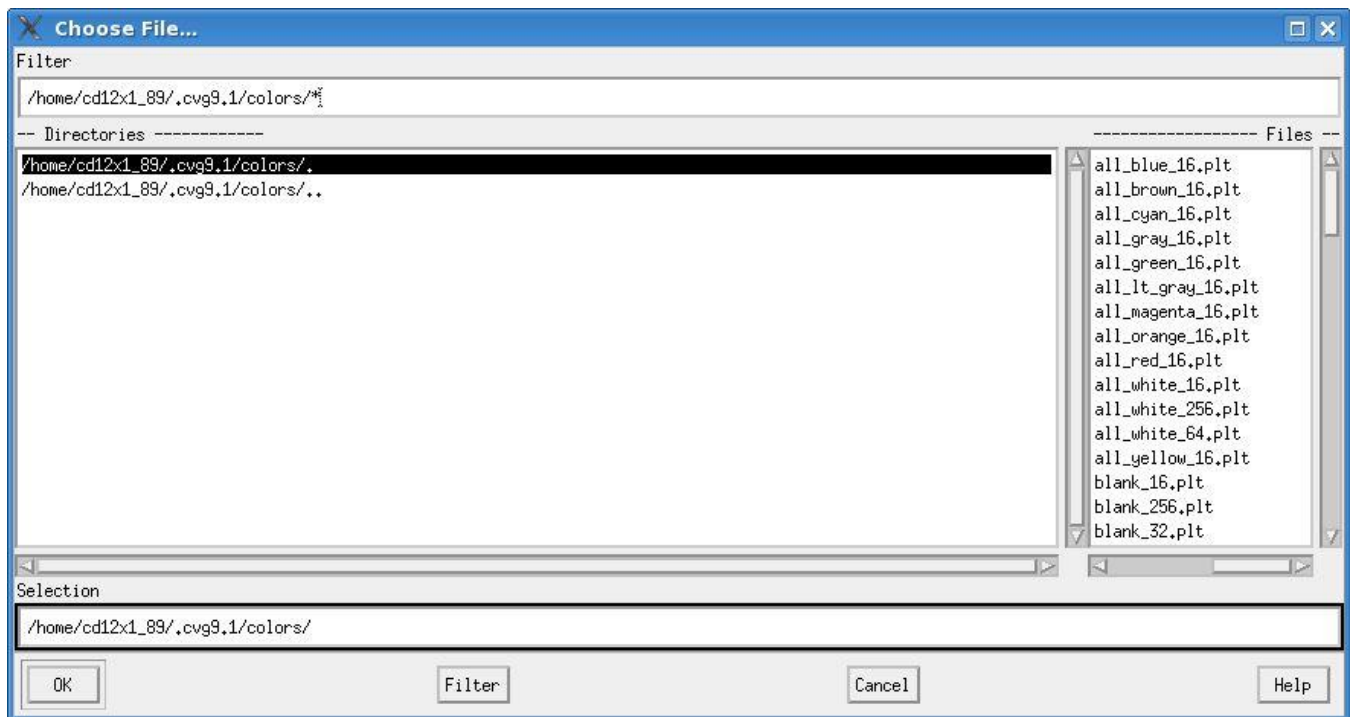 Choose File...
Filter
/home/cd12x1_89/.cvg9.1/colors/*
-- Directories ------------
/home/cd12x1_89/.cvg9.1/colors/.
/home/cd12x1_89/.cvg9.1/colors/..
------------------ Files --
all_blue_16.plt
all_brown_16.plt
all_cyan_16.plt
all_gray_16.plt
all_green_16.plt
all_lt_gray_16.plt
all_magenta_16.plt
all_orange_16.plt
all_red_16.plt
all_white_16.plt
all_white_256.plt
all_white_64.plt
all_yellow_16.plt
blank_16.plt
blank_256.plt
blank_32.plt
Selection
/home/cd12x1_89/.cvg9.1/colors/
OK Filter Cancel Help